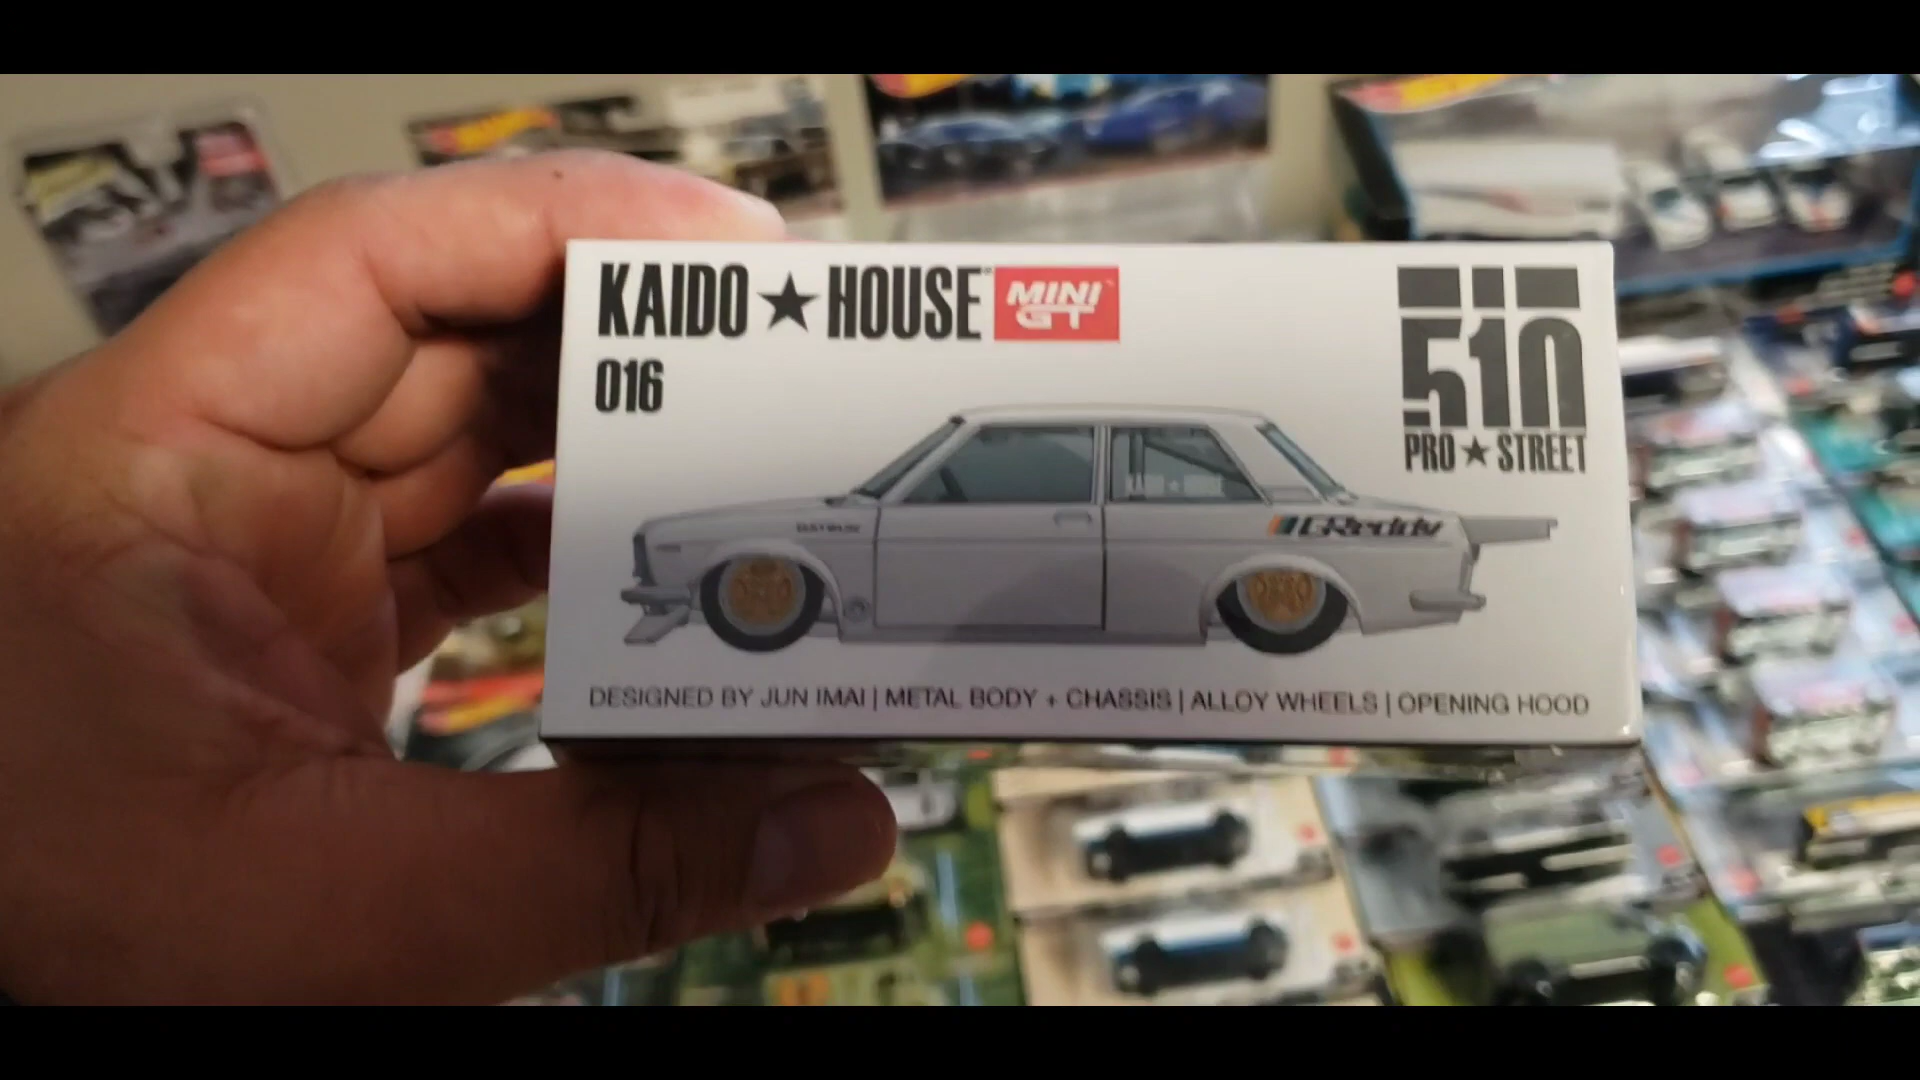 KAIDO★HOUSE MINI GT
016
510
PRO★STREET
DATSUN
GReddy
DESIGNED BY JUN IMAI | METAL BODY + CHASSIS | ALLOY WHEELS | OPENING HOOD